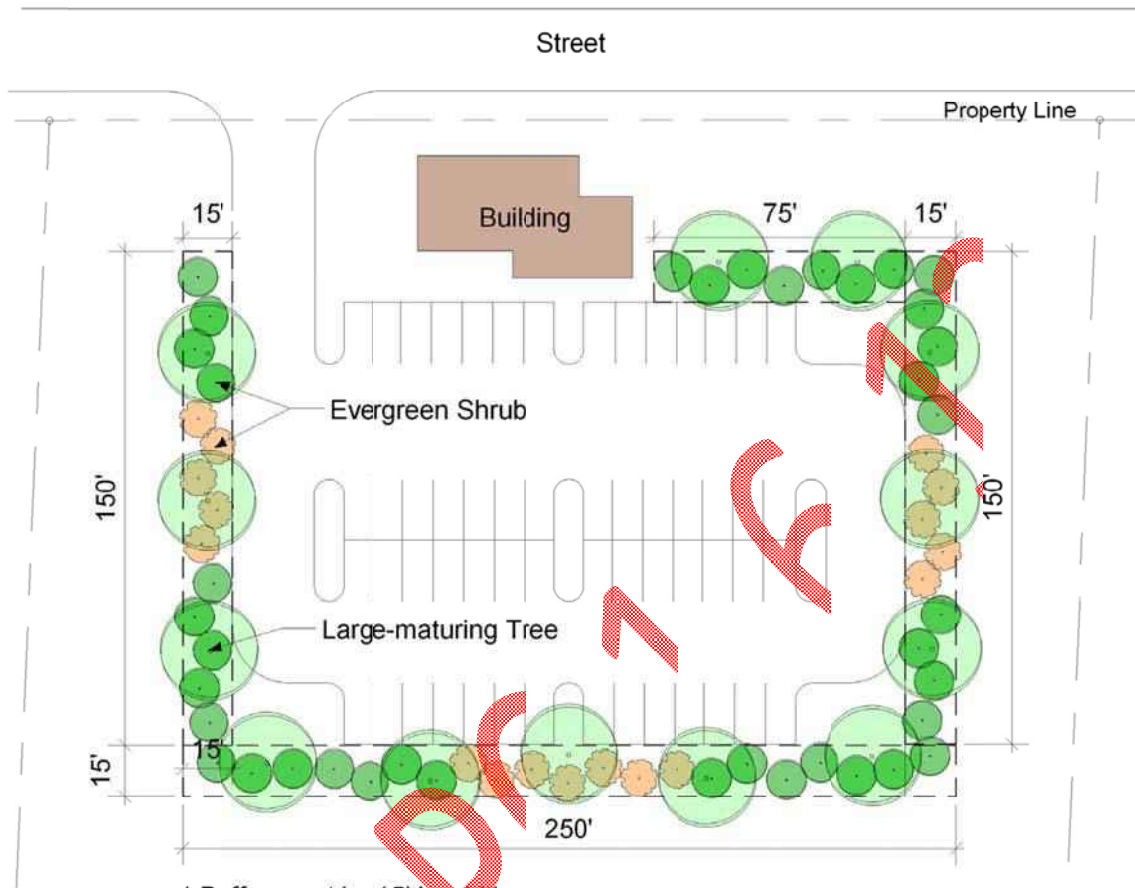 Street
Property Line
15'
Building
75'
15'
Evergreen Shrub
150'
150'
Large-maturing Tree
15'
15'
250'